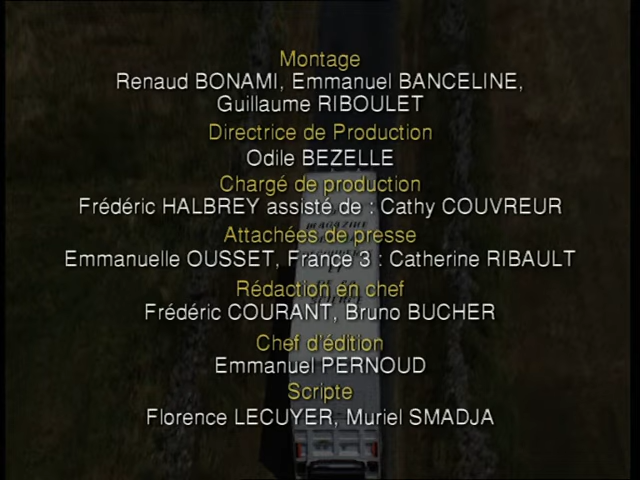 Montage
Renaud BONAMI, Emmanuel BANCELINE,
Guillaume RIBOULET
Directrice de Production
Odile BEZELLE
Chargé de production
Frédéric HALBREY assisté de : Cathy COUVREUR
MAGAZINE
Attachées de presse
Emmanuelle OUSSET, France 3 : Catherine RIBAULT
Rédaction en chef
Frédéric COURANT, Bruno BUCHER
Chef d'édition
Emmanuel PERNOUD
Scripte
Florence LECUYER, Muriel SMADJA